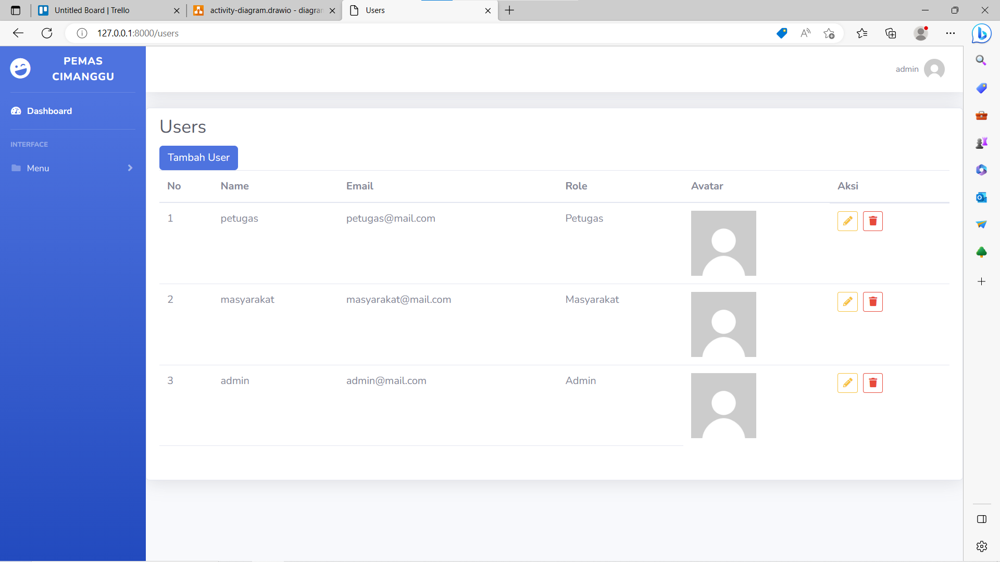 Untitled Board | Trello
activity-diagram.drawio - diagran
Users
127.0.0.1:8000/users
PEMAS
CIMANGGU
admin
Dashboard
INTERFACE
Menu
Users
Tambah User
No Name Email Role Avatar Aksi
1 petugas petugas@mail.com Petugas
2 masyarakat masyarakat@mail.com Masyarakat
3 admin admin@mail.com Admin